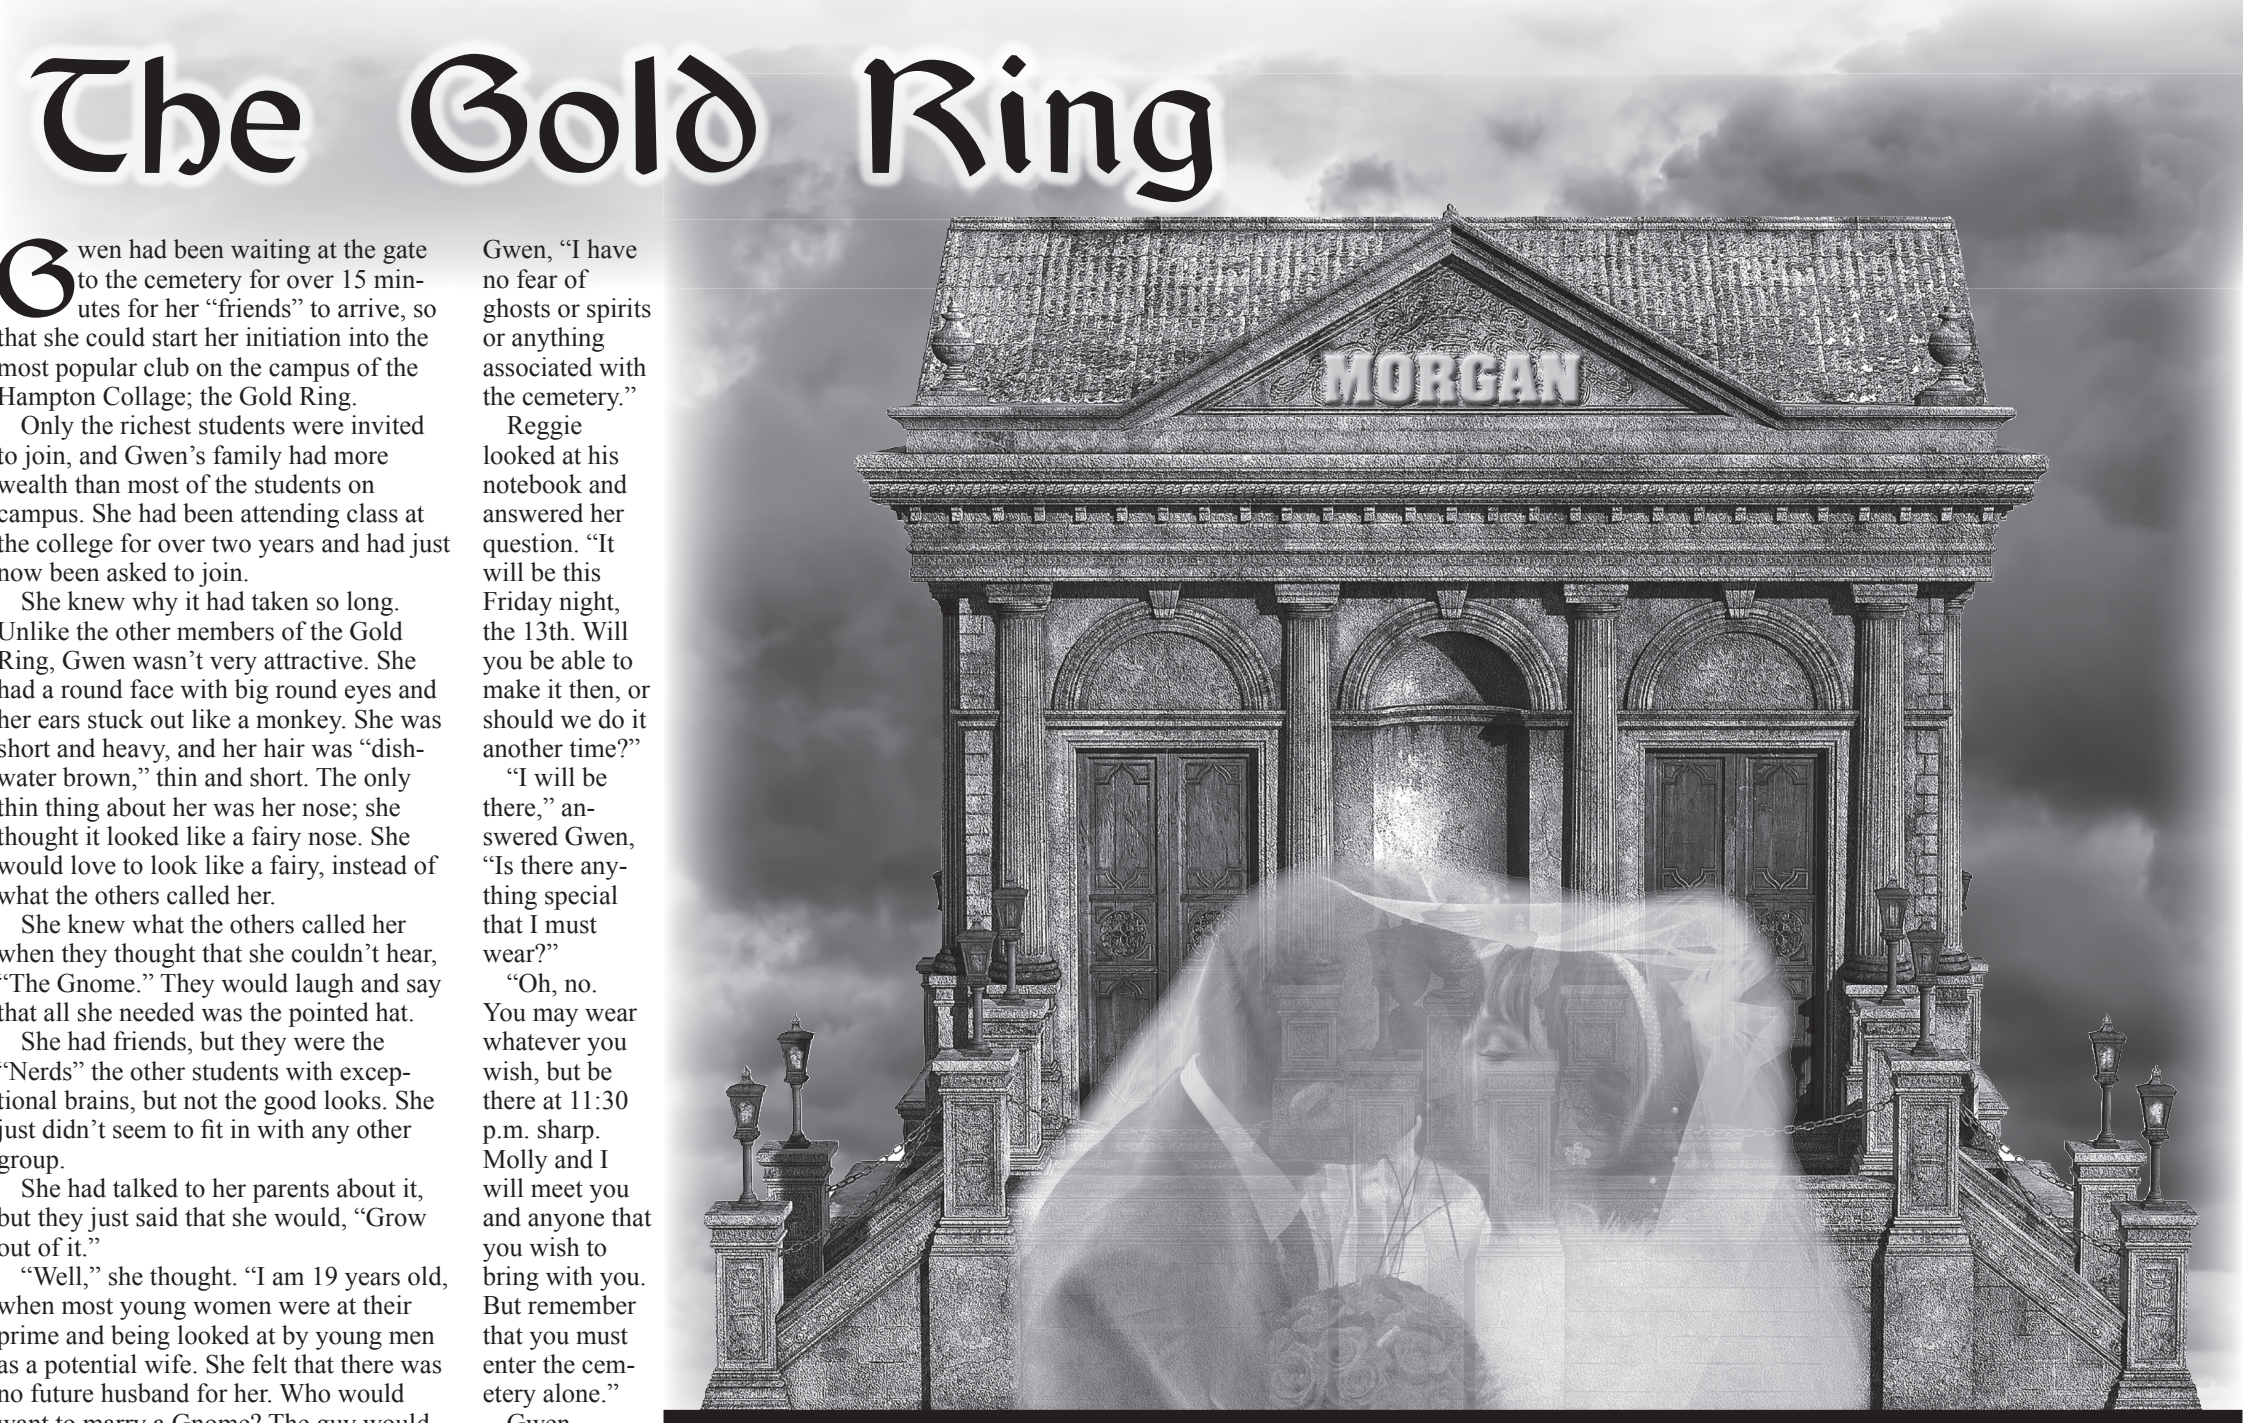 The Gold Ring
Gwen had been waiting at the gate
to the cemetery for over 15 min-
utes for her “friends” to arrive, so
that she could start her initiation into the
most popular club on the campus of the
Hampton Collage; the Gold Ring.
Only the richest students were invited
to join, and Gwen’s family had more
wealth than most of the students on
campus. She had been attending class at
the college for over two years and had just
now been asked to join.
She knew why it had taken so long.
Unlike the other members of the Gold
Ring, Gwen wasn’t very attractive. She
had a round face with big round eyes and
her ears stuck out like a monkey. She was
short and heavy, and her hair was “dish-
water brown,” thin and short. The only
thin thing about her was her nose; she
thought it looked like a fairy nose. She
would love to look like a fairy, instead of
what the others called her.
She knew what the others called her
when they thought that she couldn’t hear,
“The Gnome.” They would laugh and say
that all she needed was the pointed hat.
She had friends, but they were the
“Nerds” the other students with excep-
tional brains, but not the good looks. She
just didn’t seem to fit in with any other
group.
She had talked to her parents about it,
but they just said that she would, “Grow
out of it.”
“Well,” she thought. “I am 19 years old,
when most young women were at their
prime and being looked at by young men
as a potential wife. She felt that there was
no future husband for her. Who would
want to marry a Gnome? The guy would
Gwen, “I have
no fear of
ghosts or spirits
or anything
associated with
the cemetery.”
Reggie
looked at his
notebook and
answered her
question. “It
will be this
Friday night,
the 13th. Will
you be able to
make it then, or
should we do it
another time?”
“I will be
there,” an-
swered Gwen,
“Is there any-
thing special
that I must
wear?”
“Oh, no.
You may wear
whatever you
wish, but be
there at 11:30
p.m. sharp.
Molly and I
will meet you
and anyone that
you wish to
bring with you.
But remember
that you must
enter the cem-
etery alone.”
Gwen
MORGAN